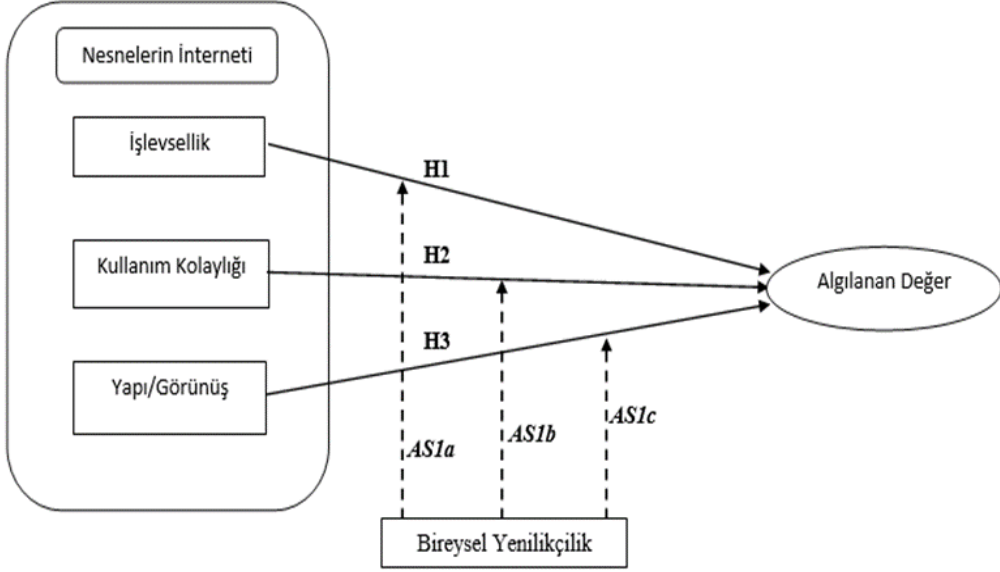 Nesnelerin İnterneti
İşlevsellik
H1
Kullanım Kolaylığı
H2
Algılanan Değer
H3
Yapı/Görünüş
AS1a
AS1b
AS1c
Bireysel Yenilikçilik